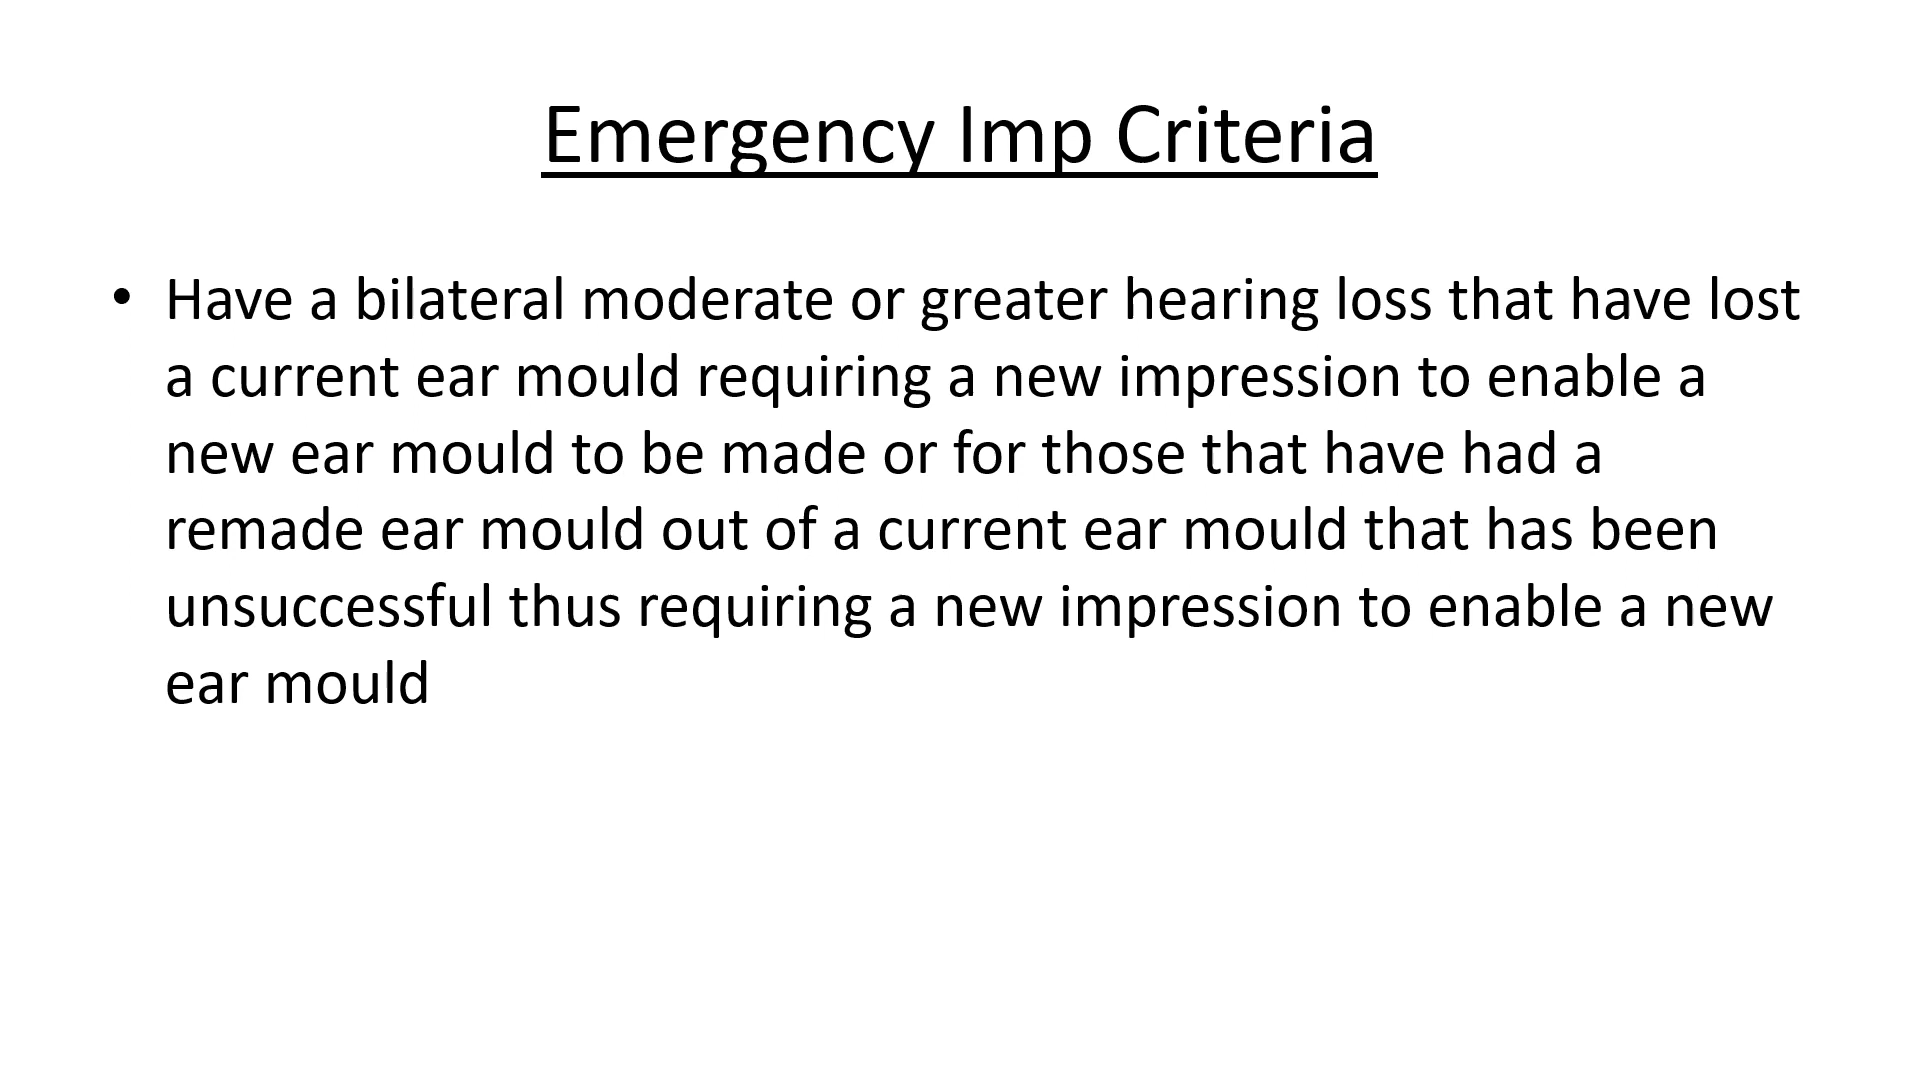 Emergency Imp Criteria
• Have a bilateral moderate or greater hearing loss that have lost
a current ear mould requiring a new impression to enable a
new ear mould to be made or for those that have had a
remade ear mould out of a current ear mould that has been
unsuccessful thus requiring a new impression to enable a new
ear mould